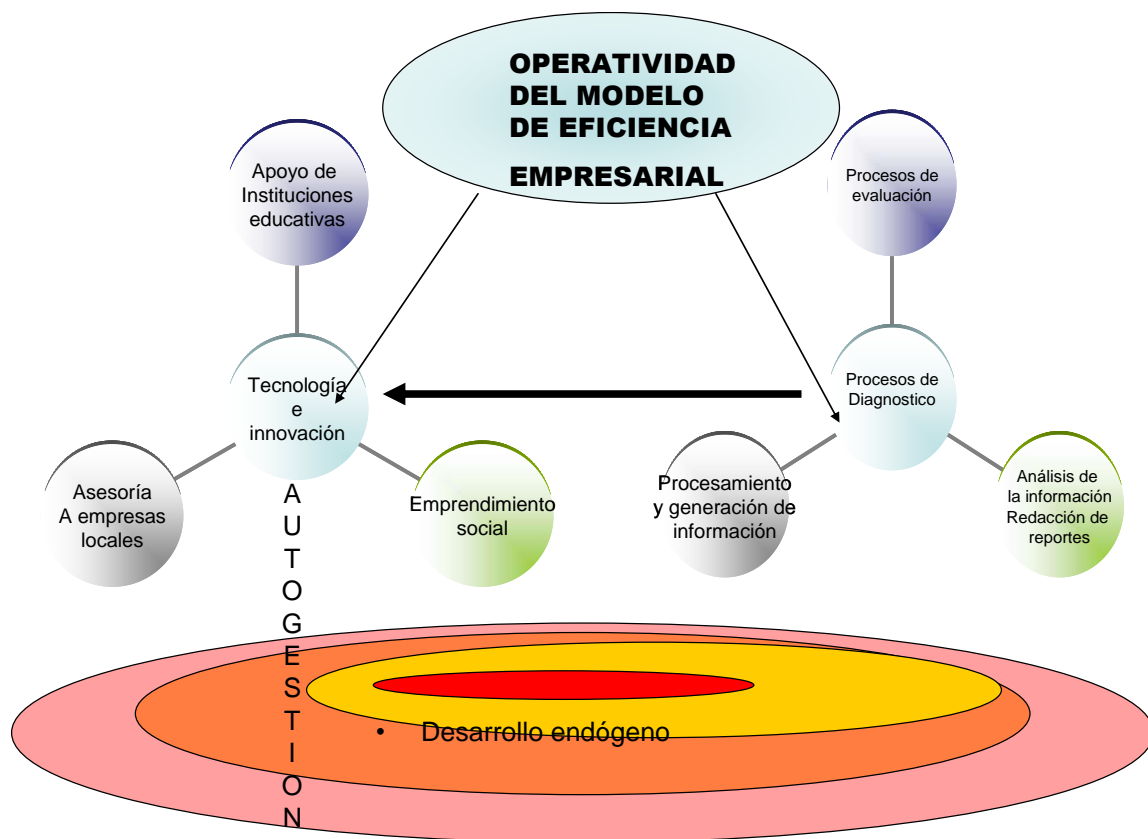 OPERATIVIDAD
DEL MODELO
DE EFICIENCIA
EMPRESARIAL
Apoyo de
Instituciones
educativas
Procesos de
evaluación
Tecnología
e
innovación
Procesos de
Diagnostico
Asesoría
A empresas
locales
Emprendimiento
social
Procesamiento
y generación de
información
Análisis de
la información
Redacción de
reportes
A
U
T
O
G
E
S
T
I
O
N
• Desarrollo endógeno